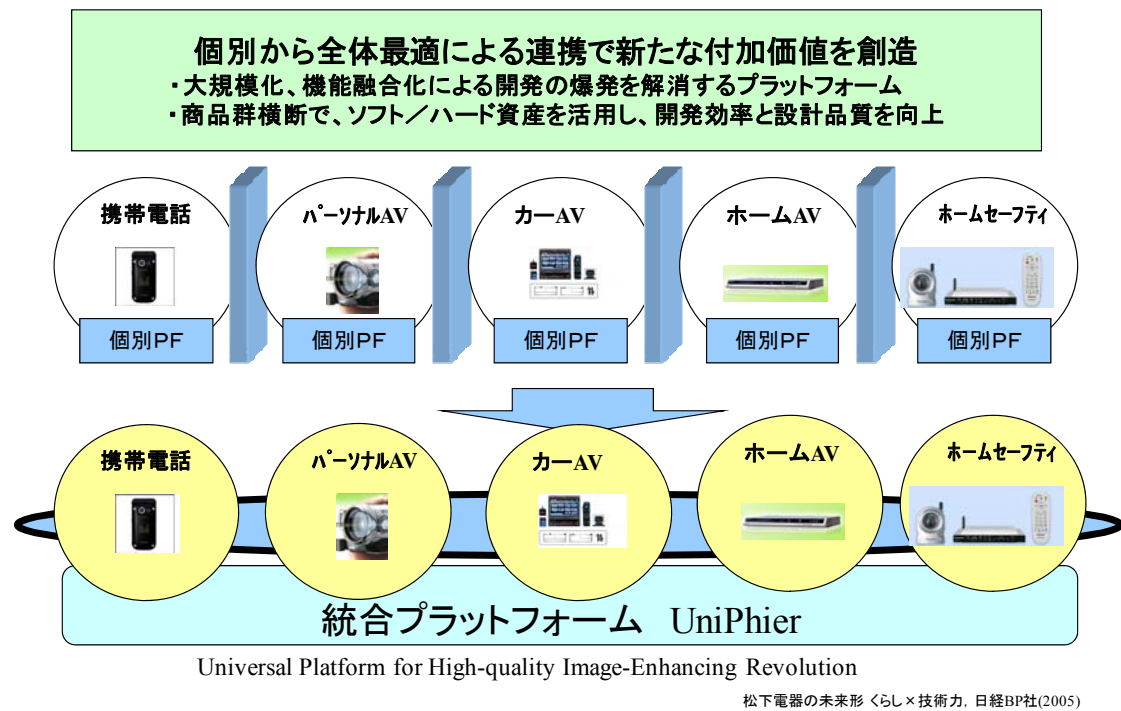 個別から全体最適による連携で新たな付加価値を創造
・大規模化、機能融合化による開発の爆発を解消するプラットフォーム
・商品群横断で、ソフト／ハード資産を活用し、開発効率と設計品質を向上
携帯電話
パーソナルAV
カーAV
ホームAV
ホームセーフティ
個別PF
個別PF
個別PF
個別PF
個別PF
携帯電話
パーソナルAV
カーAV
ホームAV
ホームセーフティ
統合プラットフォーム UniPhier
Universal Platform for High-quality Image-Enhancing Revolution
松下電器の未来形 くらし×技術力, 日経BP社(2005)